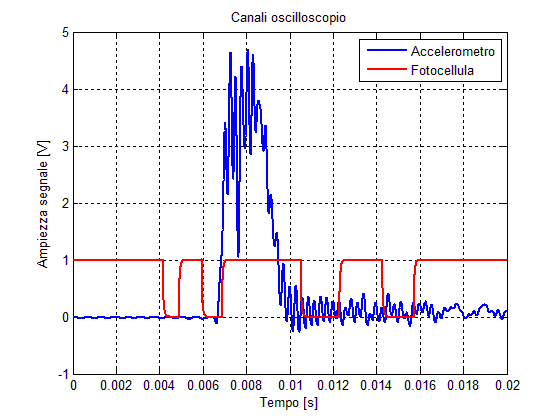 Canali oscilloscopio
Accelerometro
Fotocellula
Ampiezza segnale [V]
5
4
3
2
1
0
-1
0 0.002 0.004 0.006 0.008 0.01 0.012 0.014 0.016 0.018 0.02
Tempo [s]